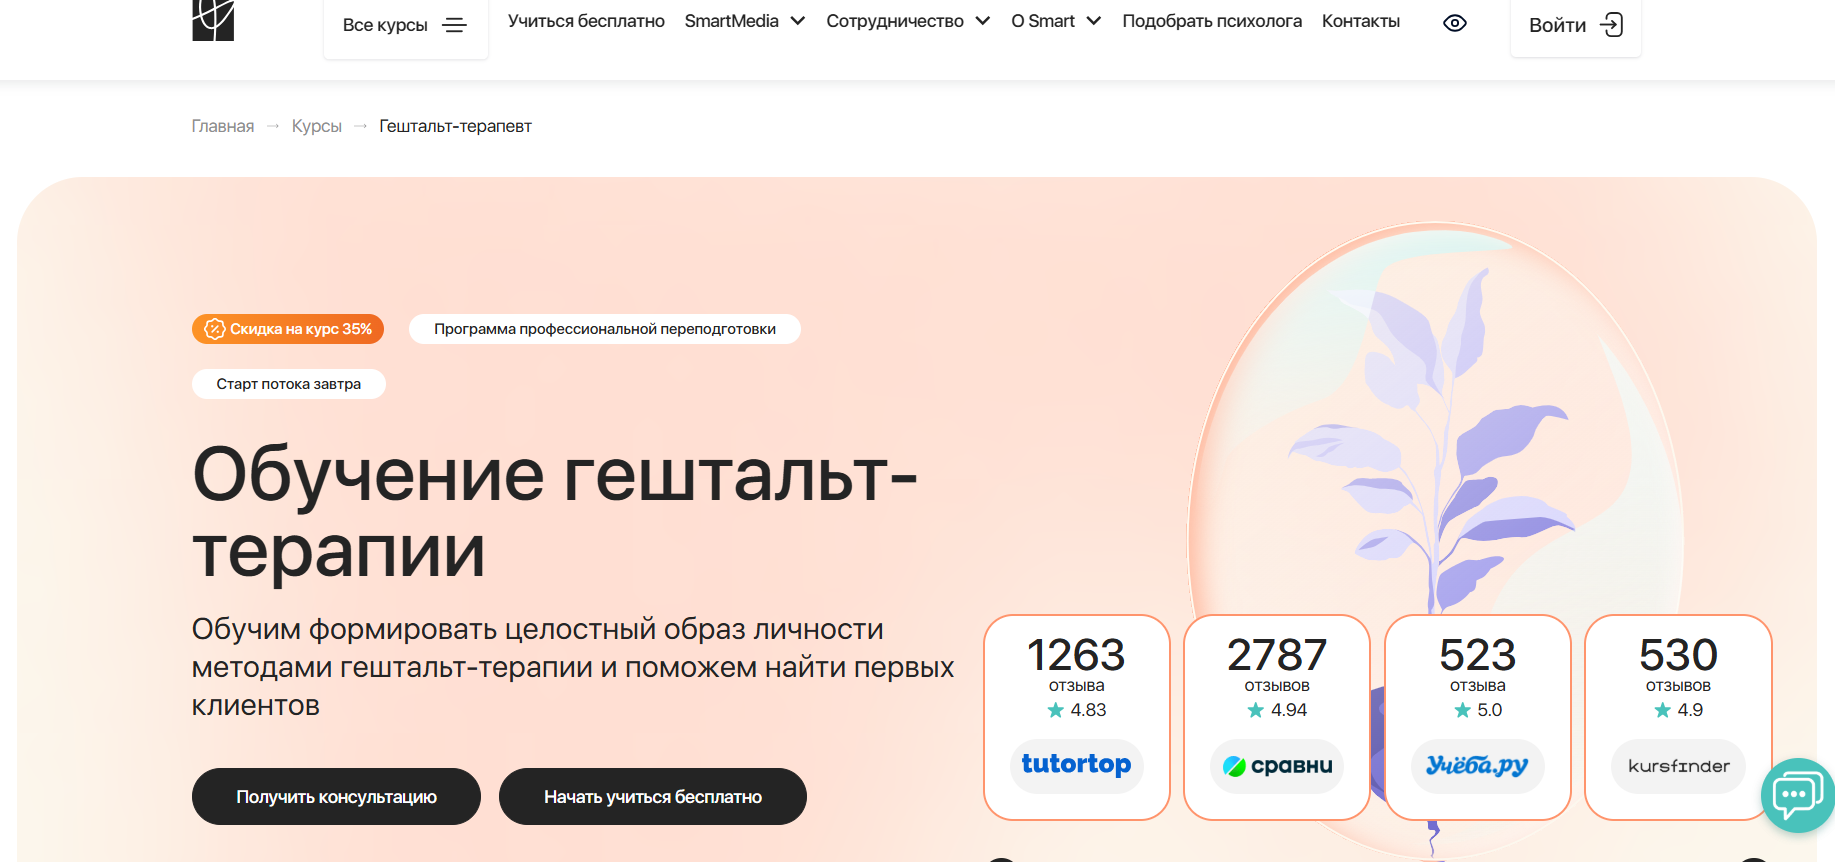 Все курсы
Учиться бесплатно
SmartMedia
Сотрудничество
О Smart
Подобрать психолога
Контакты
Войти
Главная → Курсы → Гештальт-терапевт
Скидка на курс 35%
Программа профессиональной переподготовки
Старт потока завтра
Обучение гештальт-
терапии
Обучим формировать целостный образ личности
методами гештальт-терапии и поможем найти первых
клиентов
Получить консультацию
Начать учиться бесплатно
1263
отзыва
4.83
tutortop
2787
отзывов
4.94
сравни
523
отзыва
5.0
Учёба.ру
530
отзывов
4.9
kursfinder